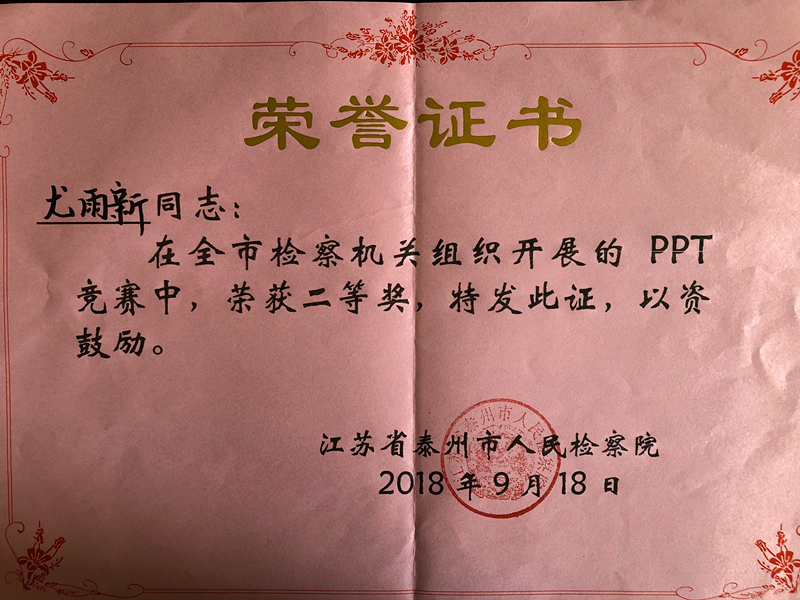 荣誉证书
尤雨新同志：
在全市检察机关组织开展的 PPT
竞赛中，荣获二等奖，特发此证，以资
鼓励。
江苏省泰州市人民检察院
2018 年 9 月 18 日